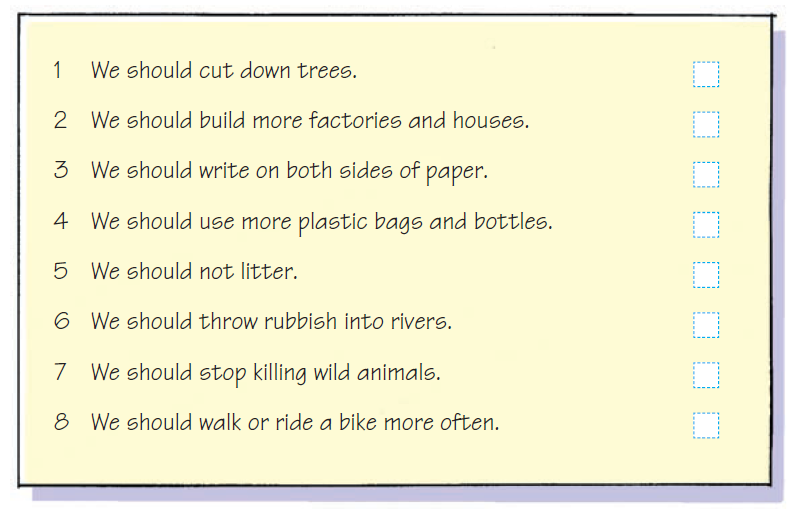 1 We should cut down trees.
2 We should build more factories and houses.
3 We should write on both sides of paper.
4 We should use more plastic bags and bottles.
5 We should not litter.
6 We should throw rubbish into rivers.
7 We should stop killing wild animals.
8 We should walk or ride a bike more often.